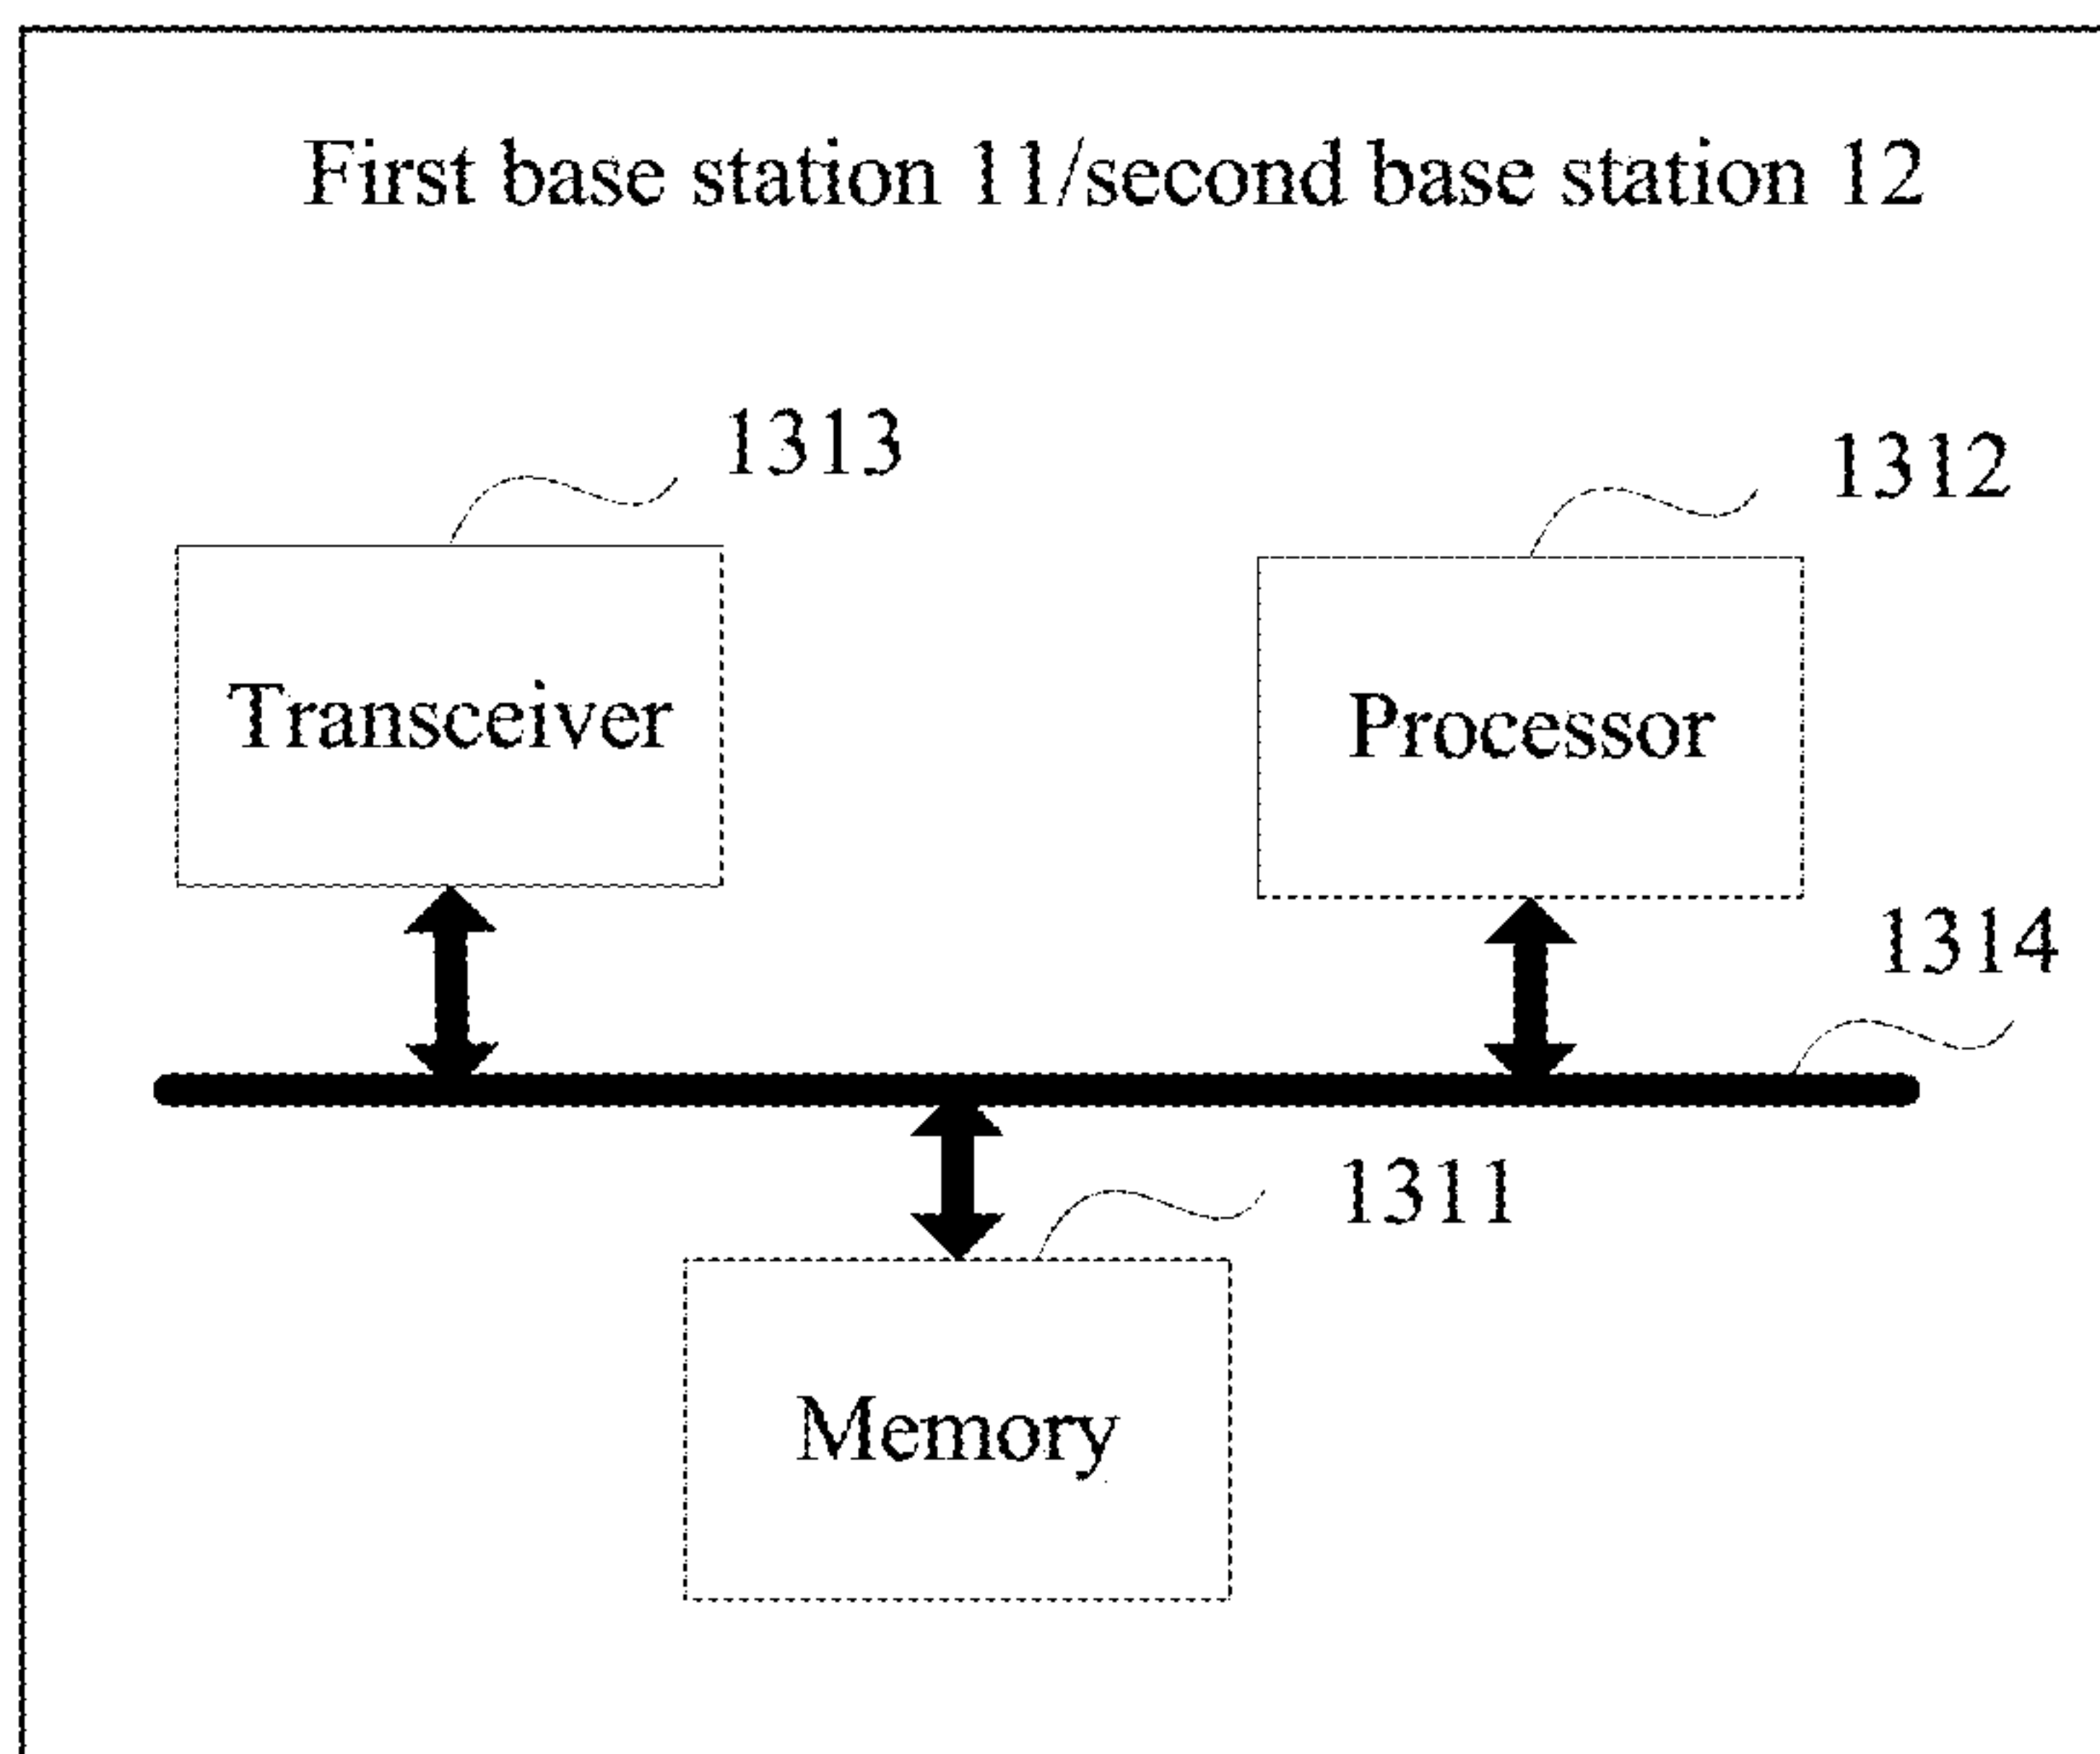 First base station 11/second base station 12
1313
1312
Transceiver
Processor
1314
1311
Memory